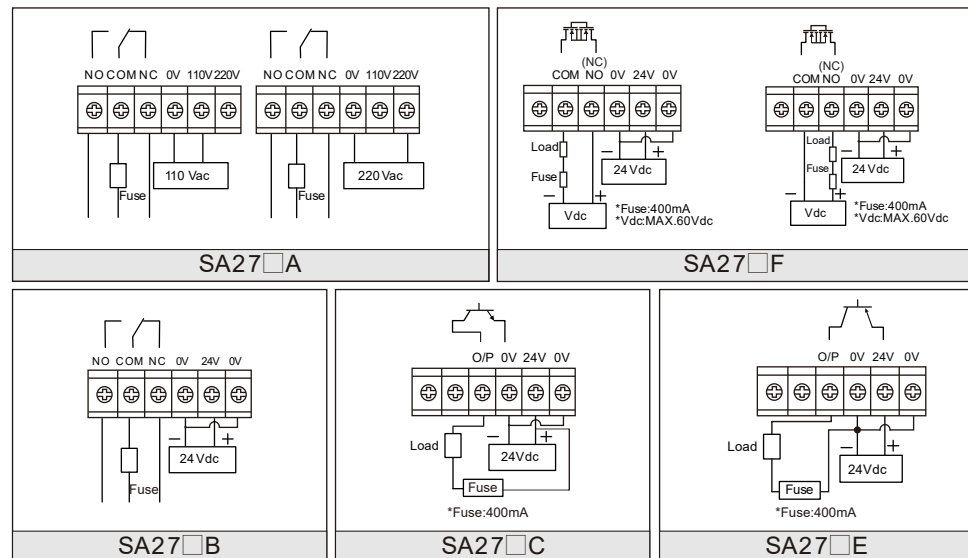 NO COM NC 0V 110V 220V
110 Vac
Fuse
NO COM NC 0V 110V 220V
220 Vac
Fuse
SA27□A
(NC)
COM NO 0V 24V 0V
Load
Fuse
− +
24 Vdc
− +
Vdc
*Fuse:400mA
*Vdc:MAX.60Vdc
(NC)
COM NO 0V 24V 0V
Load
Fuse
− +
24 Vdc
− +
Vdc
*Fuse:400mA
*Vdc:MAX.60Vdc
SA27□F
NO COM NC 0V 24V 0V
− +
24 Vdc
Fuse
SA27□B
O/P 0V 24V 0V
− +
Load
24Vdc
Fuse
*Fuse:400mA
SA27□C
O/P 0V 24V 0V
− +
Load
24Vdc
Fuse
*Fuse:400mA
SA27□E